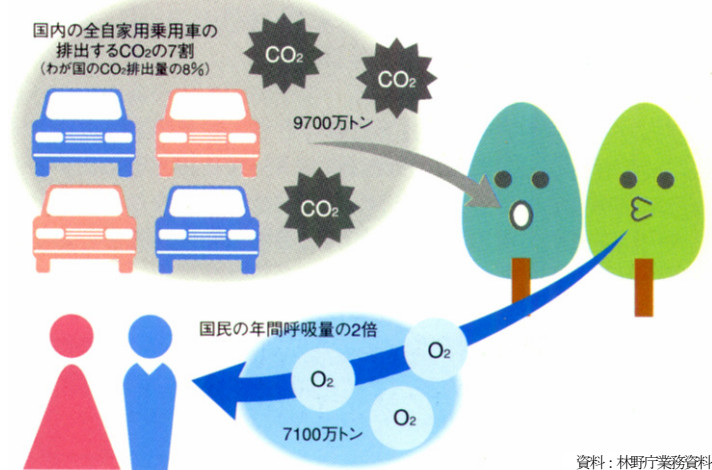 国内の全自家用乗用車の
排出するCO₂の7割
(わが国のCO₂排出量の8%)
CO₂
CO₂
9700万トン
CO₂
国民の年間呼吸量の2倍
O₂
O₂
O₂
7100万トン
資料：林野庁業務資料